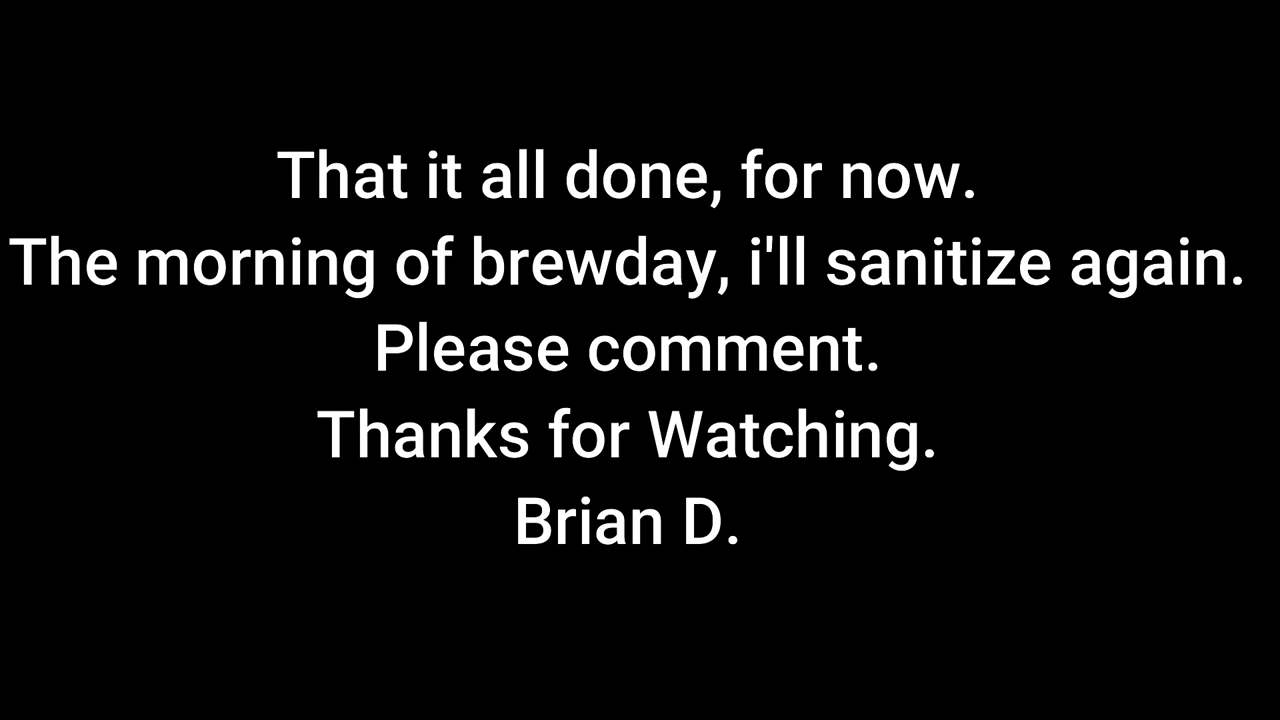 That it all done, for now.
The morning of brewday, i'll sanitize again.
Please comment.
Thanks for Watching.
Brian D.